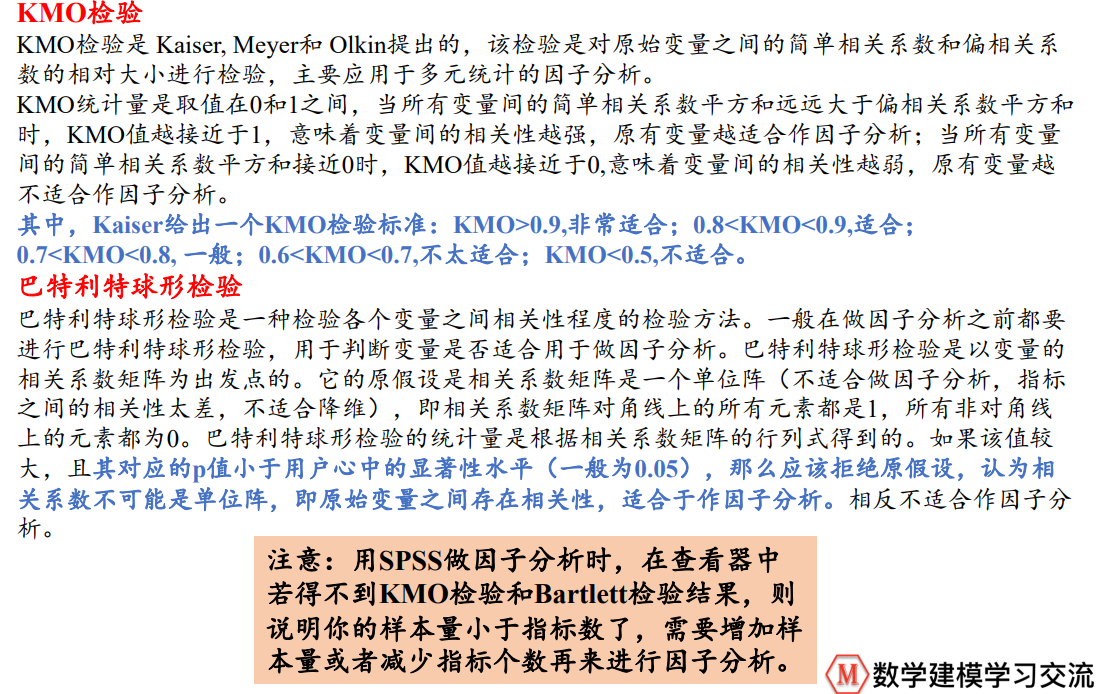 KMO检验
KMO检验是 Kaiser, Meyer和 Olkin提出的，该检验是对原始变量之间的简单相关系数和偏相关系
数的相对大小进行检验，主要应用于多元统计的因子分析。
KMO统计量是取值在0和1之间，当所有变量间的简单相关系数平方和远远大于偏相关系数平方和
时，KMO值越接近于1，意味着变量间的相关性越强，原有变量越适合作因子分析；当所有变量
间的简单相关系数平方和接近0时，KMO值越接近于0,意味着变量间的相关性越弱，原有变量越
不适合作因子分析。
其中，Kaiser给出一个KMO检验标准：KMO>0.9,非常适合；0.8<KMO<0.9,适合；
0.7<KMO<0.8, 一般；0.6<KMO<0.7,不太适合；KMO<0.5,不适合。
巴特利特球形检验
巴特利特球形检验是一种检验各个变量之间相关性程度的检验方法。一般在做因子分析之前都要
进行巴特利特球形检验，用于判断变量是否适合用于做因子分析。巴特利特球形检验是以变量的
相关系数矩阵为出发点的。它的原假设是相关系数矩阵是一个单位阵（不适合做因子分析，指标
之间的相关性太差，不适合降维），即相关系数矩阵对角线上的所有元素都是1，所有非对角线
上的元素都为0。巴特利特球形检验的统计量是根据相关系数矩阵的行列式得到的。如果该值较
大，且其对应的p值小于用户心中的显著性水平（一般为0.05），那么应该拒绝原假设，认为相
关系数不可能是单位阵，即原始变量之间存在相关性，适合于作因子分析。相反不适合作因子分
析。
注意：用SPSS做因子分析时，在查看器中
若得不到KMO检验和Bartlett检验结果，则
说明你的样本量小于指标数了，需要增加样
本量或者减少指标个数再来进行因子分析。
M 数学建模学习交流